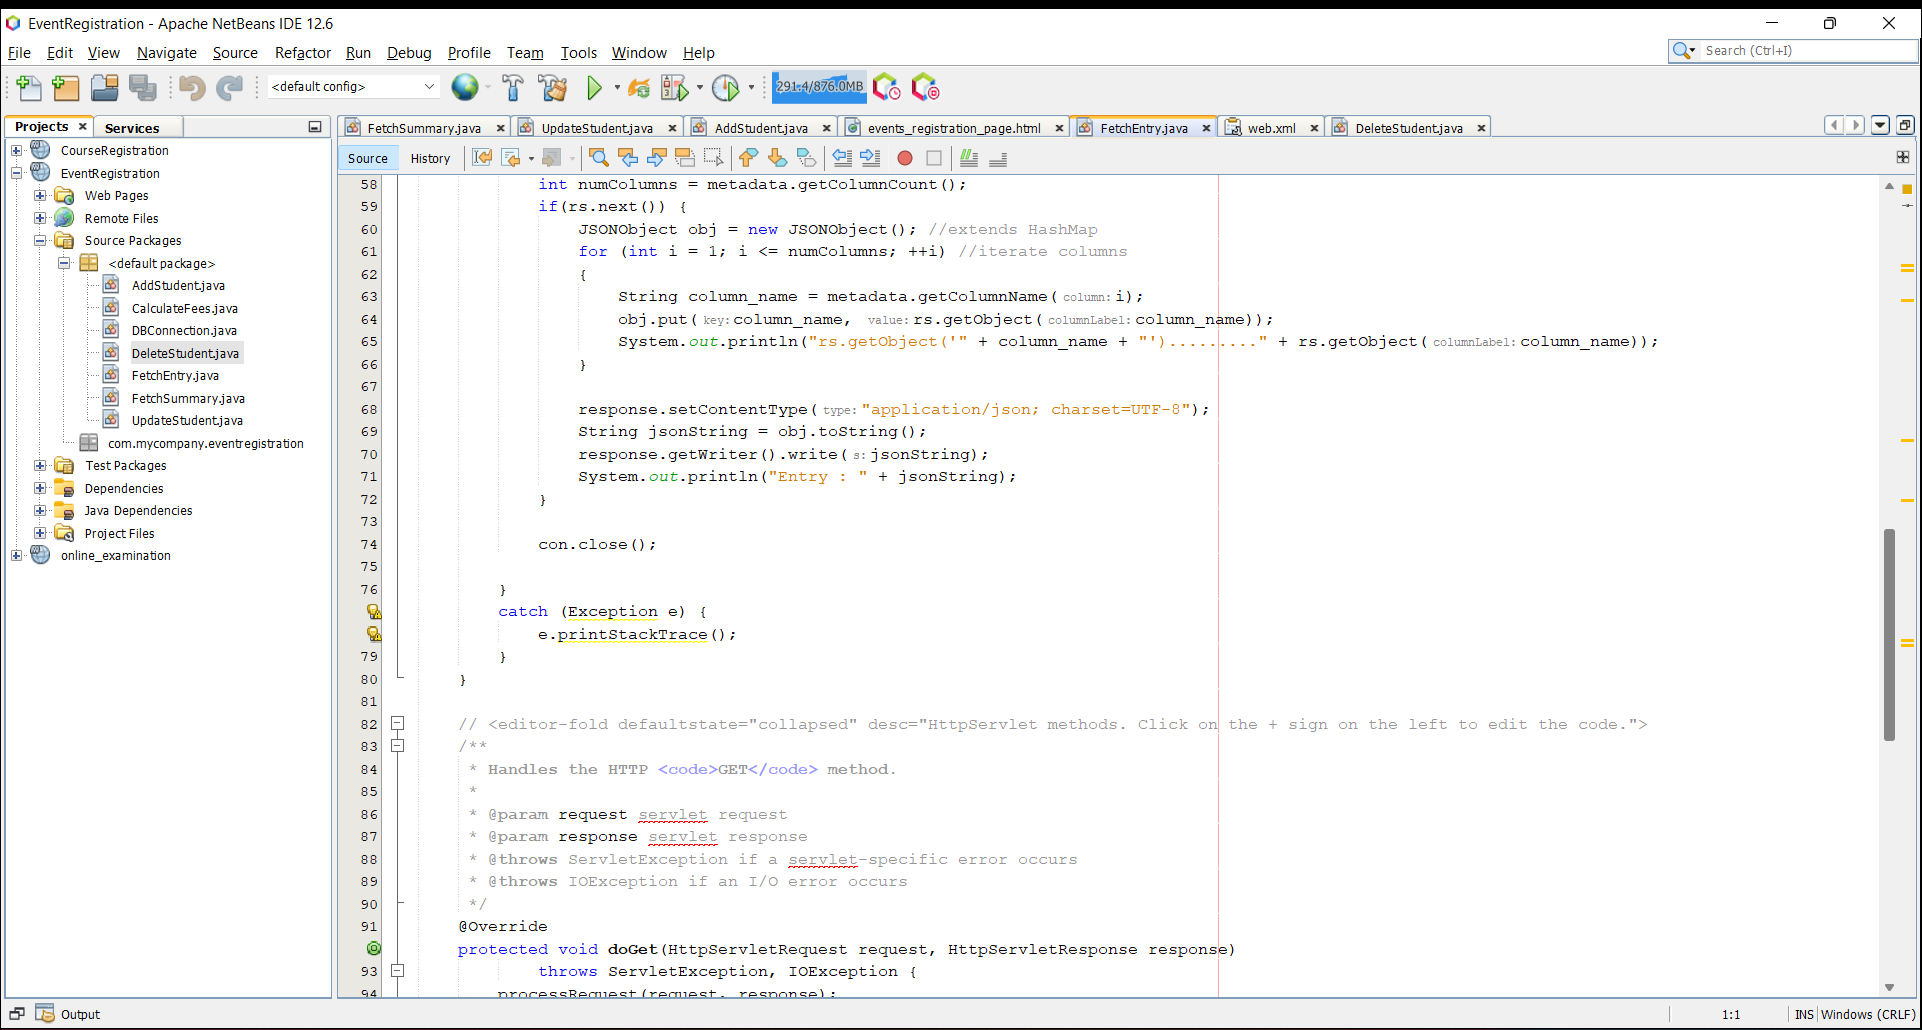 EventRegistration - Apache NetBeans IDE 12.6
File Edit View Navigate Source Refactor Run Debug Profile Team Tools Window Help
Search (Ctrl+I)
<default config>
291.4/876.0MB
Projects
Services
CourseRegistration
EventRegistration
Web Pages
Remote Files
Source Packages
<default package>
AddStudent.java
CalculateFees.java
DBConnection.java
DeleteStudent.java
FetchEntry.java
FetchSummary.java
UpdateStudent.java
com.mycompany.eventregistration
Test Packages
Dependencies
Java Dependencies
Project Files
online_examination
FetchSummary.java UpdateStudent.java AddStudent.java events_registration_page.html FetchEntry.java web.xml DeleteStudent.java
Source History
58 int numColumns = metadata.getColumnCount();
59 if(rs.next()) {
60 JSONObject obj = new JSONObject(); //extends HashMap
61 for (int i = 1; i <= numColumns; ++i) //iterate columns
62 {
63 String column_name = metadata.getColumnName(column: i);
64 obj.put(key: column_name, value: rs.getObject(columnLabel: column_name));
65 System.out.println("rs.getObject('" + column_name + "')........." + rs.getObject(columnLabel: column_name));
66 }
67
68 response.setContentType(type: "application/json; charset=UTF-8");
69 String jsonString = obj.toString();
70 response.getWriter().write(s: jsonString);
71 System.out.println("Entry : " + jsonString);
72 }
73
74 con.close();
75
76 }
catch (Exception e) {
e.printStackTrace();
79 }
80 }
81
82 // <editor-fold defaultstate="collapsed" desc="HttpServlet methods. Click on the + sign on the left to edit the code.">
83 /**
84 * Handles the HTTP <code>GET</code> method.
85 *
86 * @param request servlet request
87 * @param response servlet response
88 * @throws ServletException if a servlet-specific error occurs
89 * @throws IOException if an I/O error occurs
90 */
91 @Override
protected void doGet(HttpServletRequest request, HttpServletResponse response)
93 throws ServletException, IOException {
94 processRequest(request, response);
Output
1:1 INS Windows (CRLF)